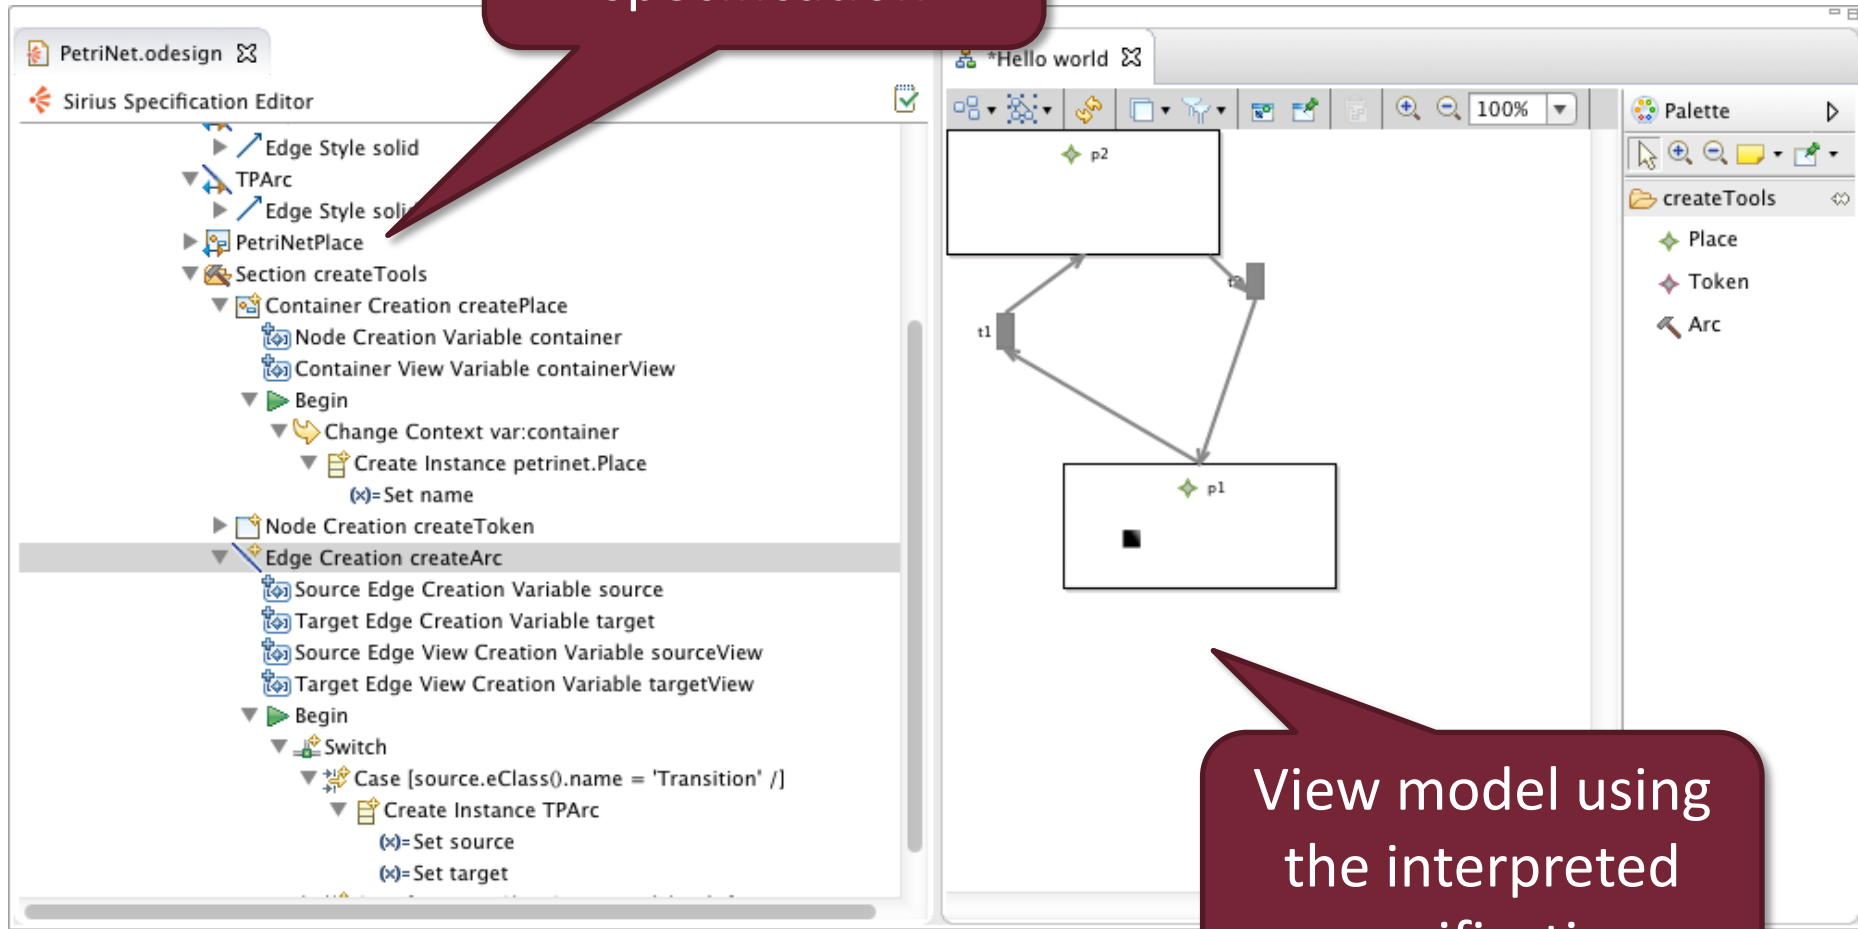 PetriNet.odesign
Sirius Specification Editor
Edge Style solid
TPArc
Edge Style soli
PetriNetPlace
Section createTools
Container Creation createPlace
Node Creation Variable container
Container View Variable containerView
Begin
Change Context var:container
Create Instance petrinet.Place
(x)= Set name
Node Creation createToken
Edge Creation createArc
Source Edge Creation Variable source
Target Edge Creation Variable target
Source Edge View Creation Variable sourceView
Target Edge View Creation Variable targetView
Begin
Switch
Case [source.eClass().name = 'Transition' /]
Create Instance TPArc
(x)= Set source
(x)= Set target
*Hello world
100%
p2
t1
p1
Palette
createTools
Place
Token
Arc
View model using
the interpreted